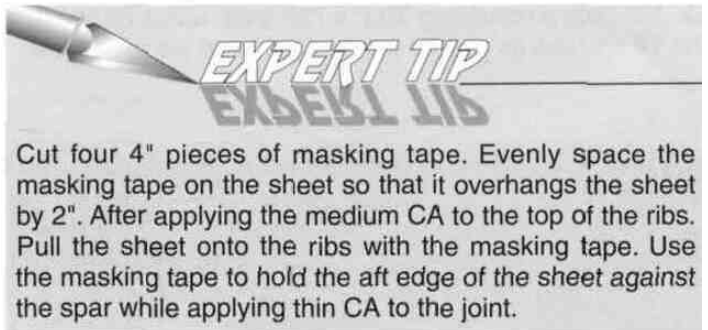 EXPERT TIP
Cut four 4" pieces of masking tape. Evenly space the
masking tape on the sheet so that it overhangs the sheet
by 2". After applying the medium CA to the top of the ribs.
Pull the sheet onto the ribs with the masking tape. Use
the masking tape to hold the aft edge of the sheet against
the spar while applying thin CA to the joint.